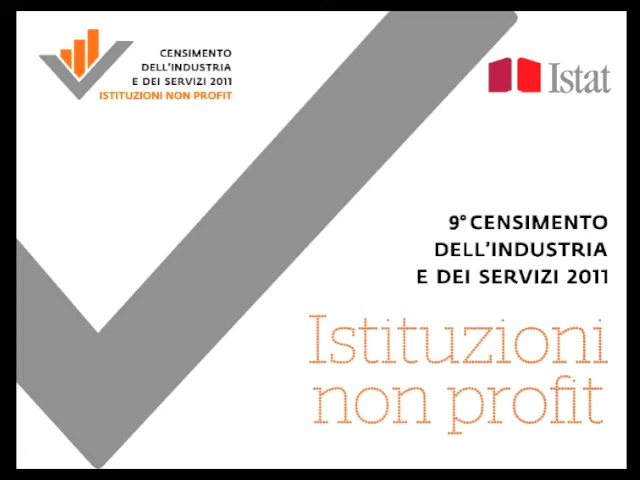 CENSIMENTO
DELL'INDUSTRIA
E DEI SERVIZI 2011
ISTITUZIONI NON PROFIT
Istat
9° CENSIMENTO
DELL'INDUSTRIA
E DEI SERVIZI 2011
Istituzioni
non profit